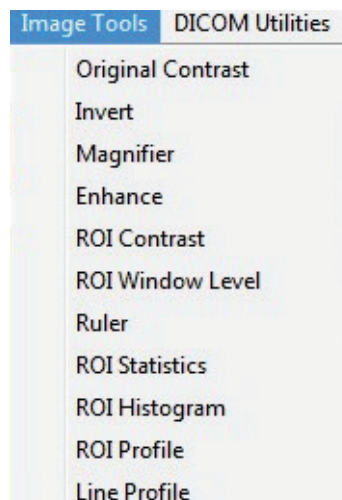 Image Tools DICOM Utilities
Original Contrast
Invert
Magnifier
Enhance
ROI Contrast
ROI Window Level
Ruler
ROI Statistics
ROI Histogram
ROI Profile
Line Profile